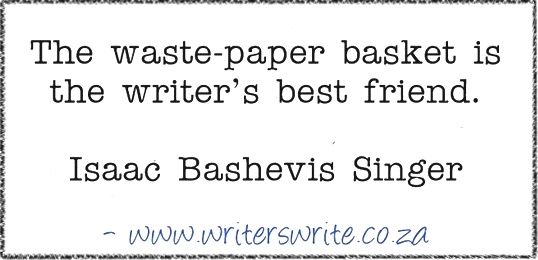 The waste-paper basket is
the writer's best friend.
Isaac Bashevis Singer
- www.writerswrite.co.za